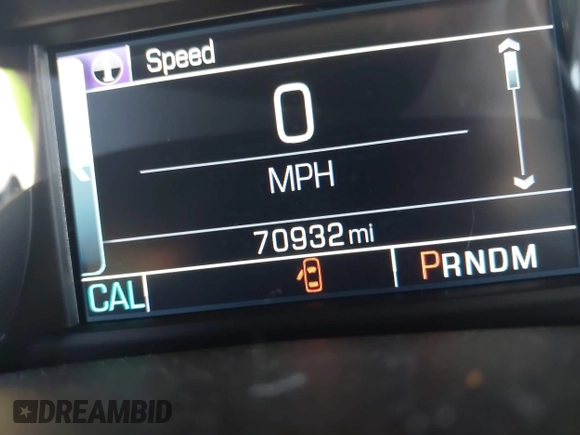 Speed
0
MPH
70932 mi
CAL PRNDM
DREAMBID